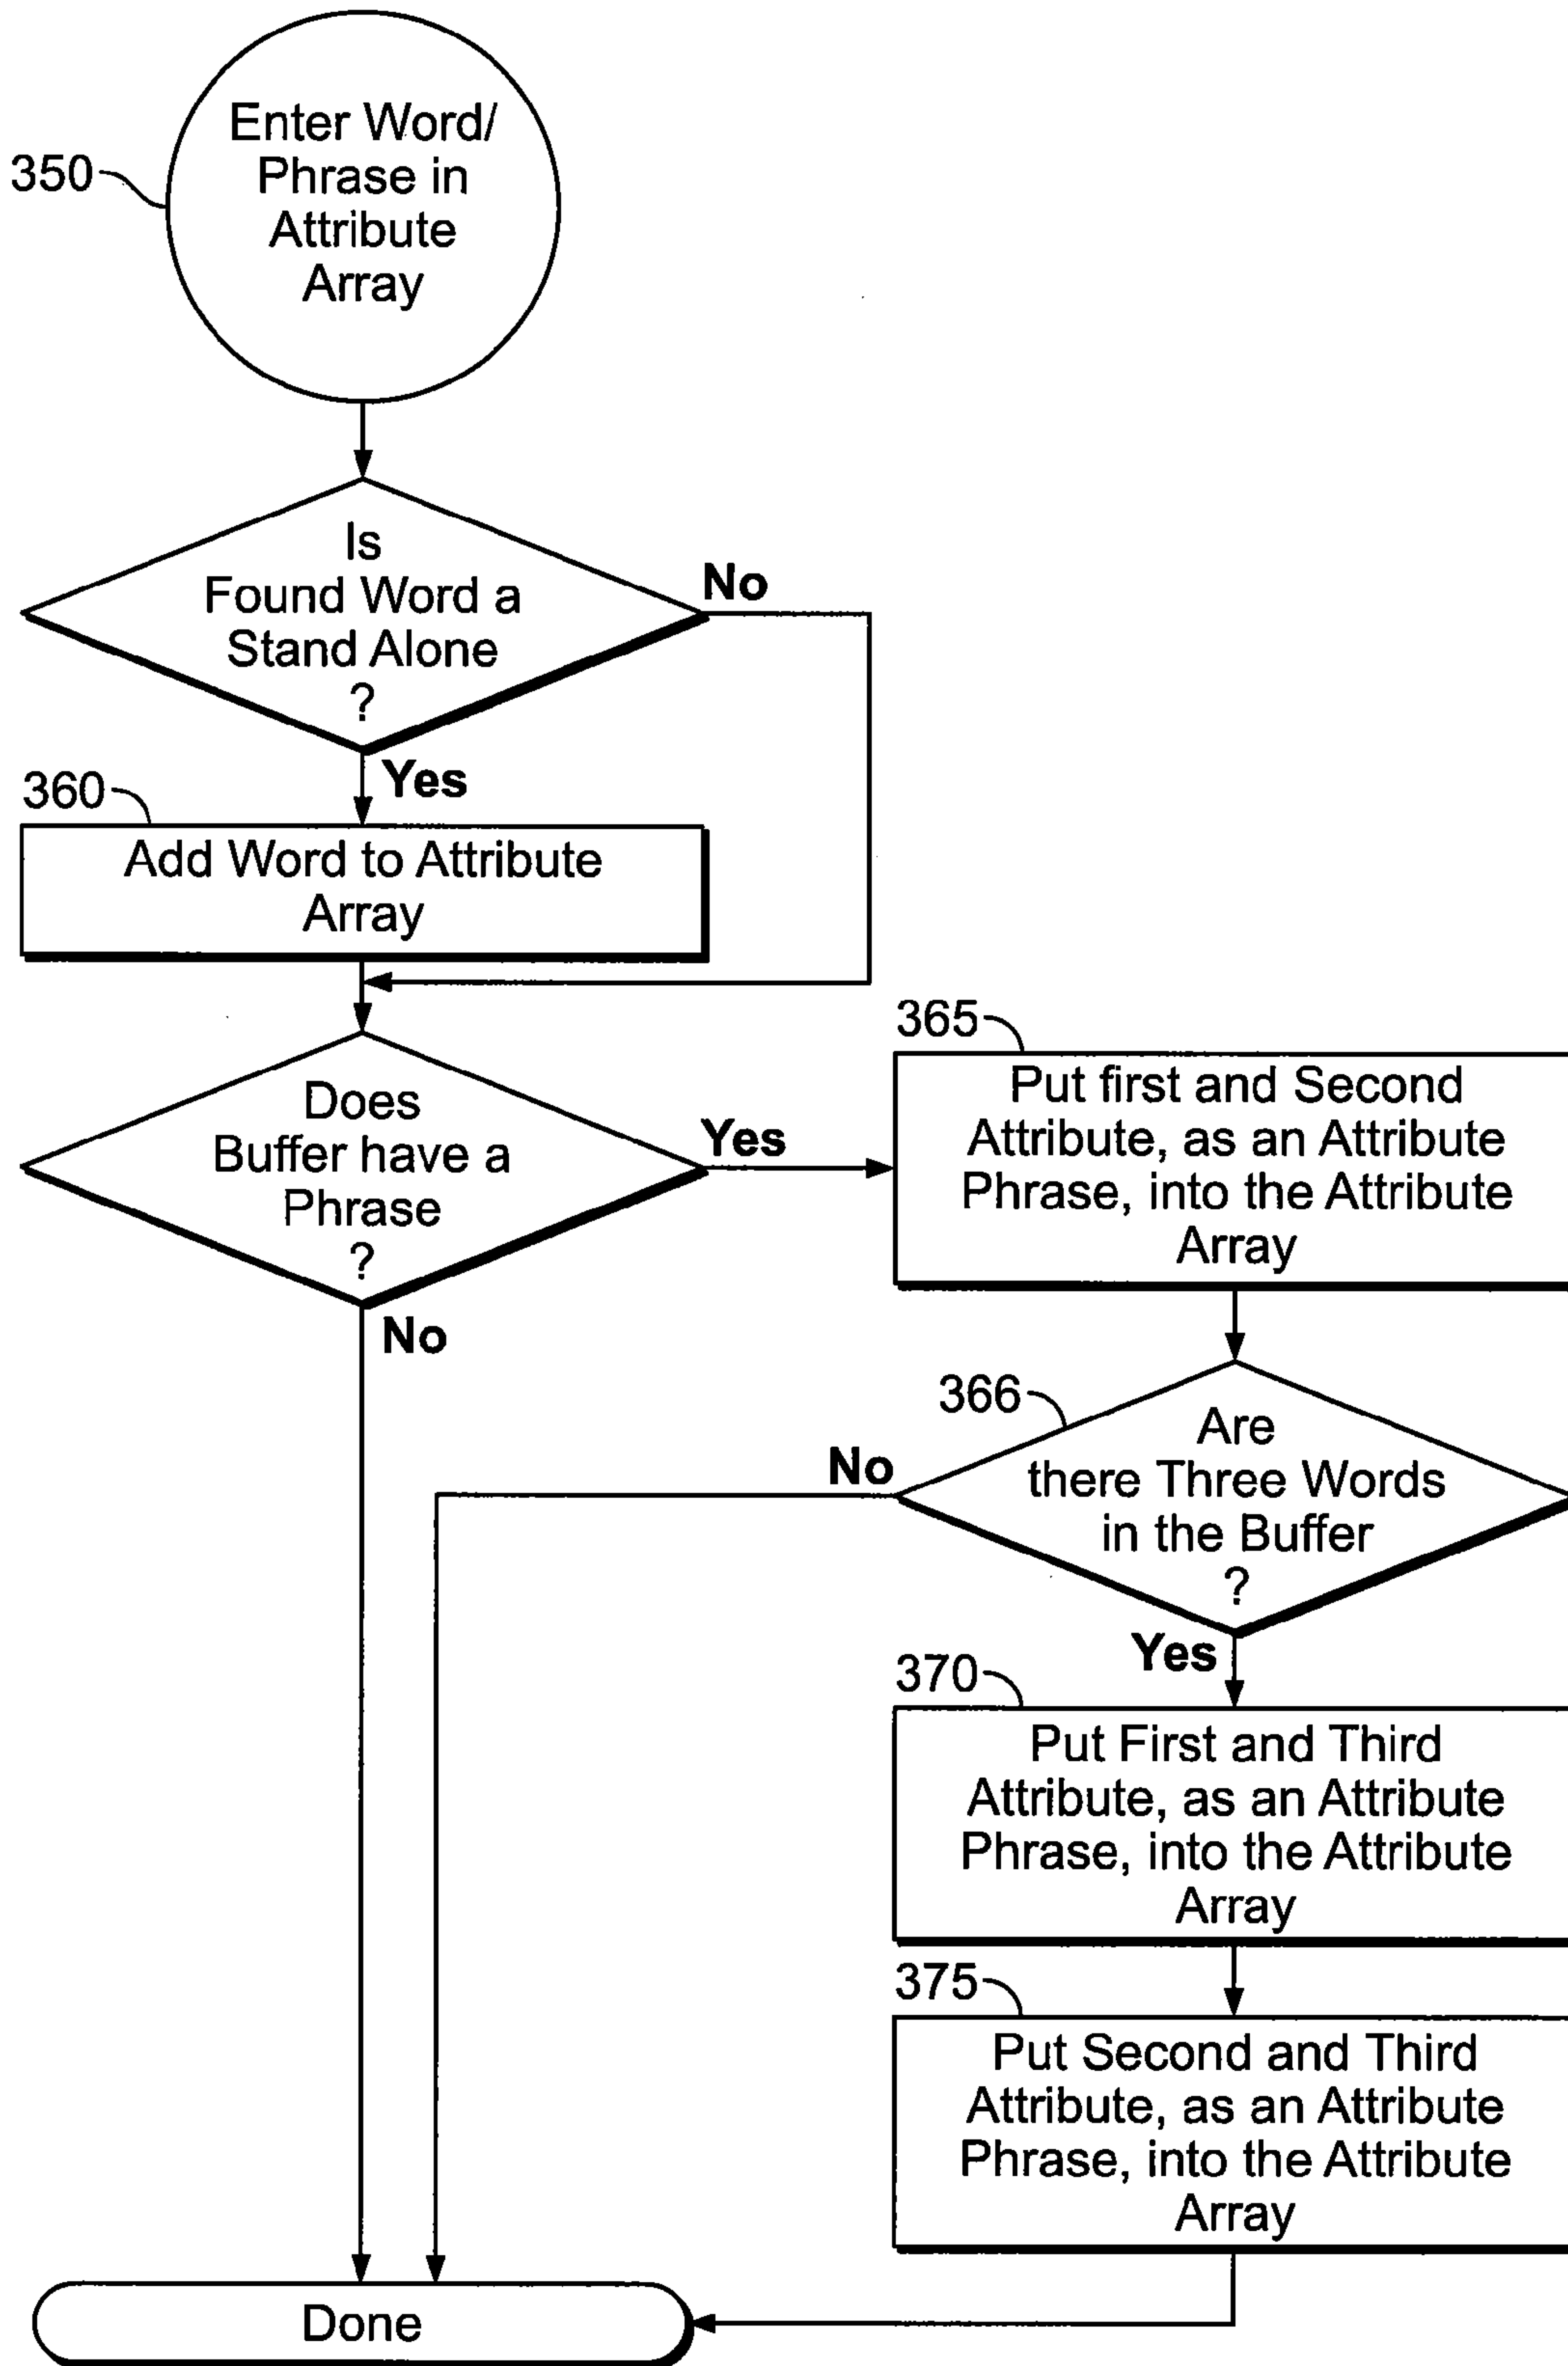 350
Enter Word/
Phrase in
Attribute
Array
Is
Found Word a
Stand Alone
?
No
Yes
360
Add Word to Attribute
Array
Does
Buffer have a
Phrase
?
Yes
No
365
Put first and Second
Attribute, as an Attribute
Phrase, into the Attribute
Array
366
Are
there Three Words
in the Buffer
?
No
Yes
370
Put First and Third
Attribute, as an Attribute
Phrase, into the Attribute
Array
375
Put Second and Third
Attribute, as an Attribute
Phrase, into the Attribute
Array
Done